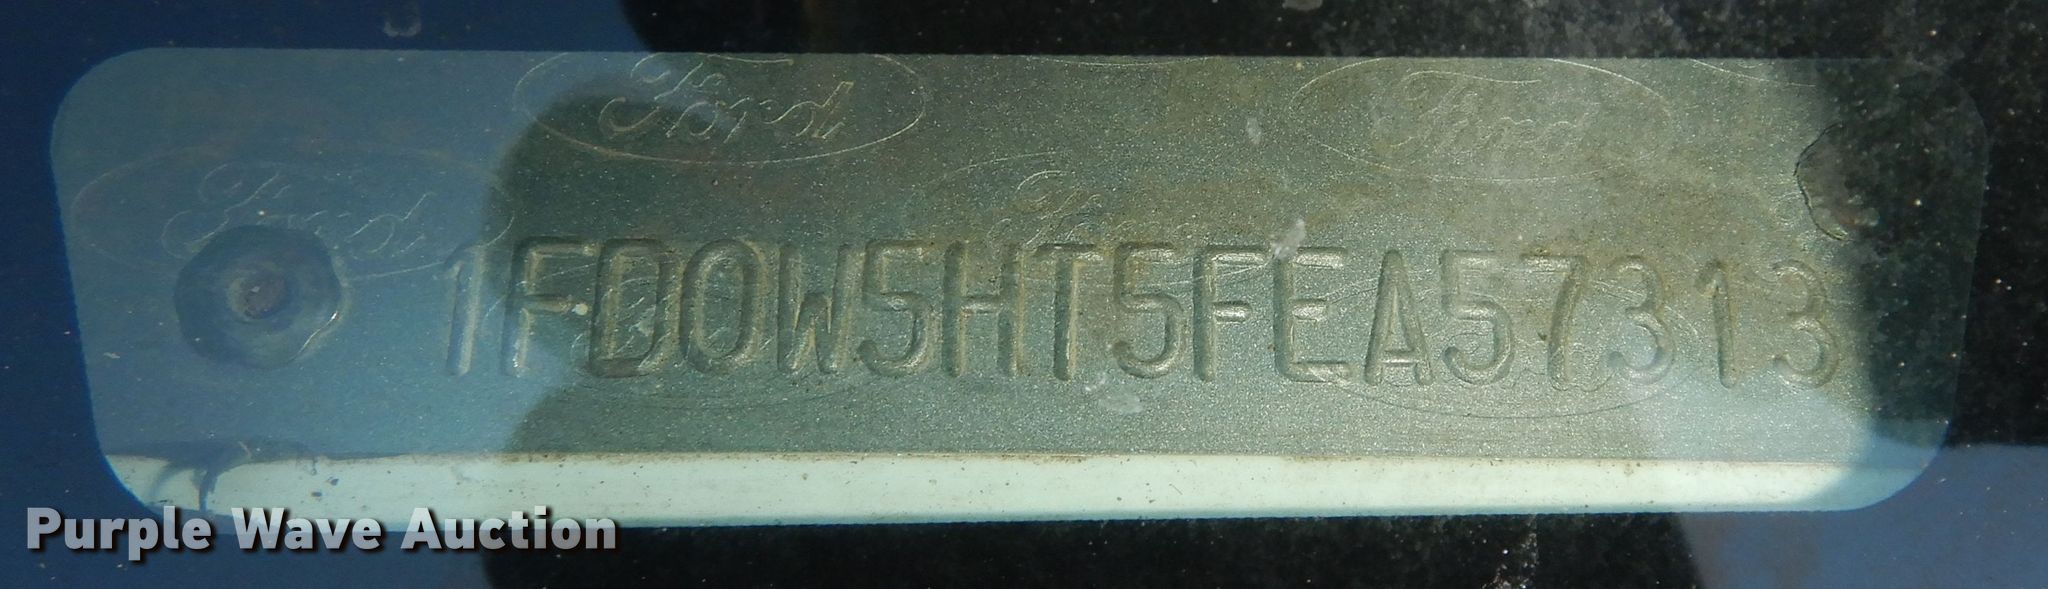 Ford Ford
Ford Ford
1FD0W5HT5FEA57313
Purple Wave Auction